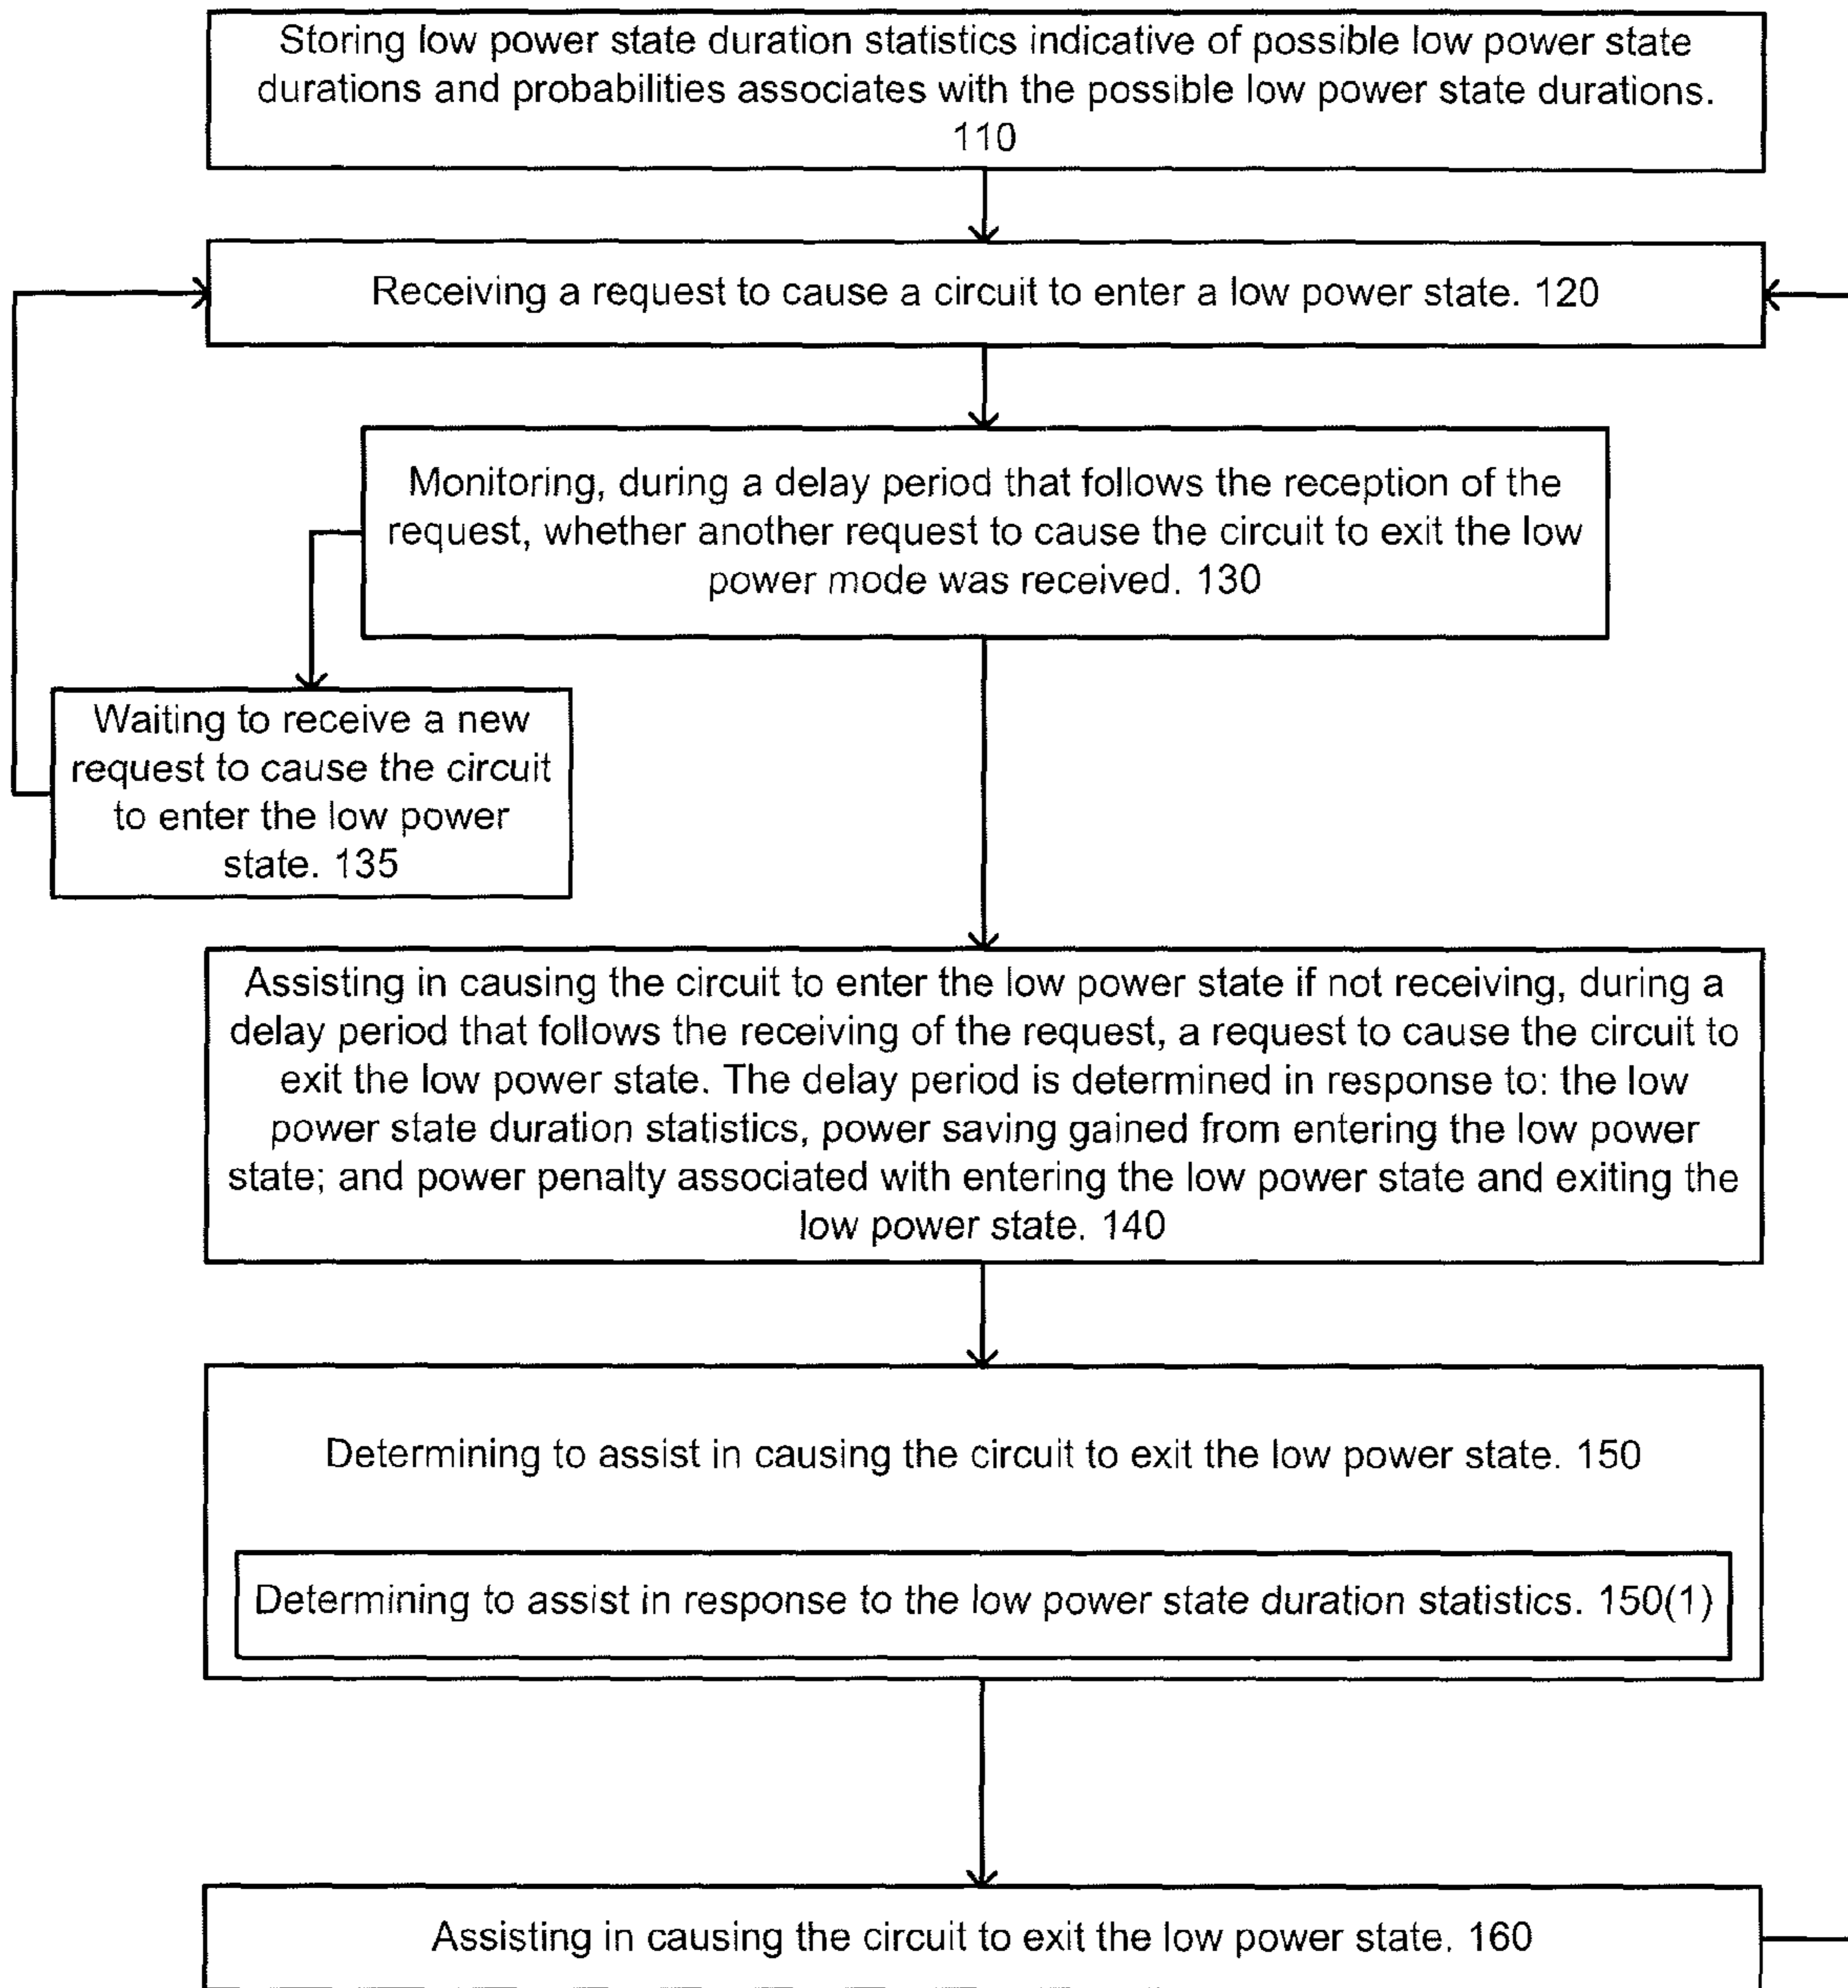 Storing low power state duration statistics indicative of possible low power state
durations and probabilities associates with the possible low power state durations.
110
Receiving a request to cause a circuit to enter a low power state. 120
Monitoring, during a delay period that follows the reception of the
request, whether another request to cause the circuit to exit the low
power mode was received. 130
Waiting to receive a new
request to cause the circuit
to enter the low power
state. 135
Assisting in causing the circuit to enter the low power state if not receiving, during a
delay period that follows the receiving of the request, a request to cause the circuit to
exit the low power state. The delay period is determined in response to: the low
power state duration statistics, power saving gained from entering the low power
state; and power penalty associated with entering the low power state and exiting the
low power state. 140
Determining to assist in causing the circuit to exit the low power state. 150
Determining to assist in response to the low power state duration statistics. 150(1)
Assisting in causing the circuit to exit the low power state. 160